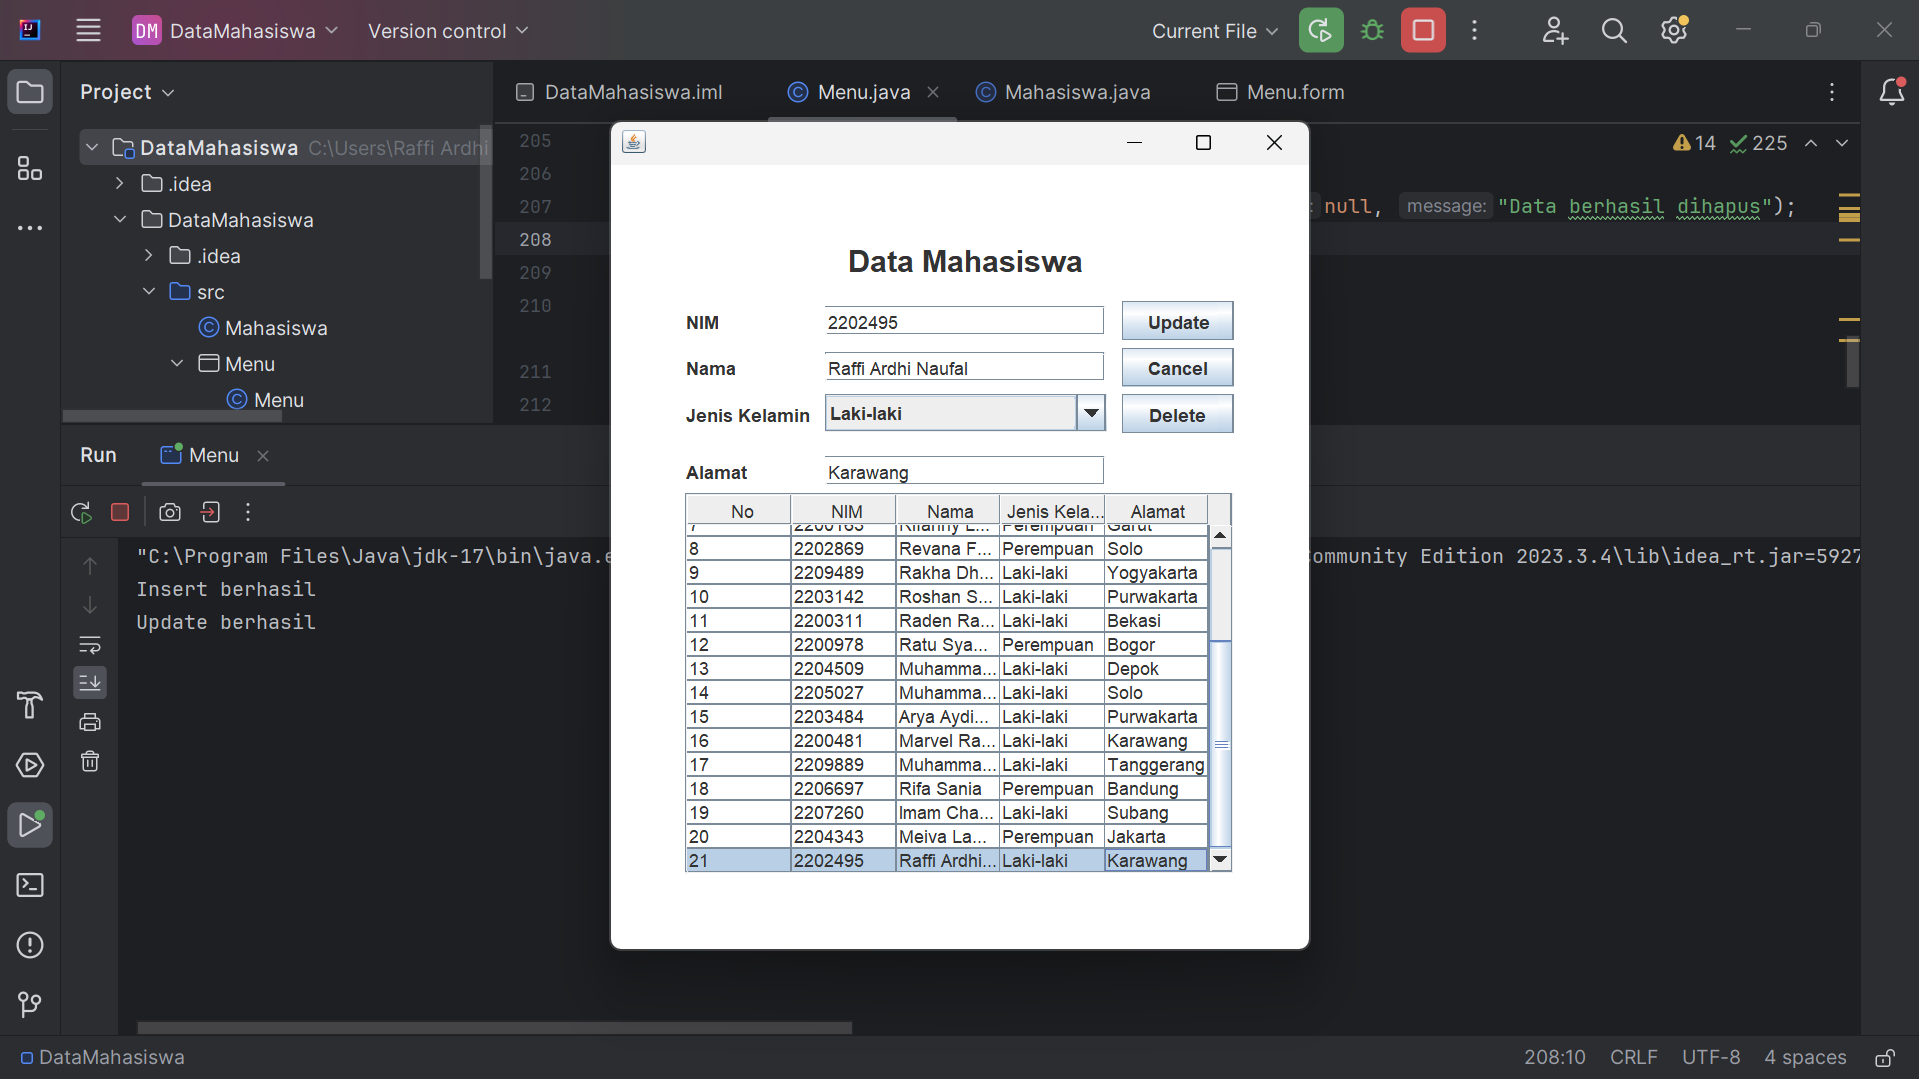 DM DataMahasiswa Version control Current File
Project
DataMahasiswa.iml Menu.java Mahasiswa.java Menu.form
DataMahasiswa C:\Users\Raffi Ardhi
.idea
DataMahasiswa
.idea
src
Mahasiswa
Menu
Menu
205
206
207
208
209
210
211
212
14 225
null, message: "Data berhasil dihapus");
Data Mahasiswa
NIM 2202495 Update
Nama Raffi Ardhi Naufal Cancel
Jenis Kelamin Laki-laki Delete
Alamat Karawang
No NIM Nama Jenis Kela... Alamat
7 2200163 Perempuan Garut
8 2202869 Revana F... Perempuan Solo
9 2209489 Rakha Dh... Laki-laki Yogyakarta
10 2203142 Roshan S... Laki-laki Purwakarta
11 2200311 Raden Ra... Laki-laki Bekasi
12 2200978 Ratu Sya... Perempuan Bogor
13 2204509 Muhamma... Laki-laki Depok
14 2205027 Muhamma... Laki-laki Solo
15 2203484 Arya Aydi... Laki-laki Purwakarta
16 2200481 Marvel Ra... Laki-laki Karawang
17 2209889 Muhamma... Laki-laki Tanggerang
18 2206697 Rifa Sania Perempuan Bandung
19 2207260 Imam Cha... Laki-laki Subang
20 2204343 Meiva La... Perempuan Jakarta
21 2202495 Raffi Ardhi... Laki-laki Karawang
Run Menu
"C:\Program Files\Java\jdk-17\bin\java.e ommunity Edition 2023.3.4\lib\idea_rt.jar=5927
Insert berhasil
Update berhasil
DataMahasiswa 208:10 CRLF UTF-8 4 spaces